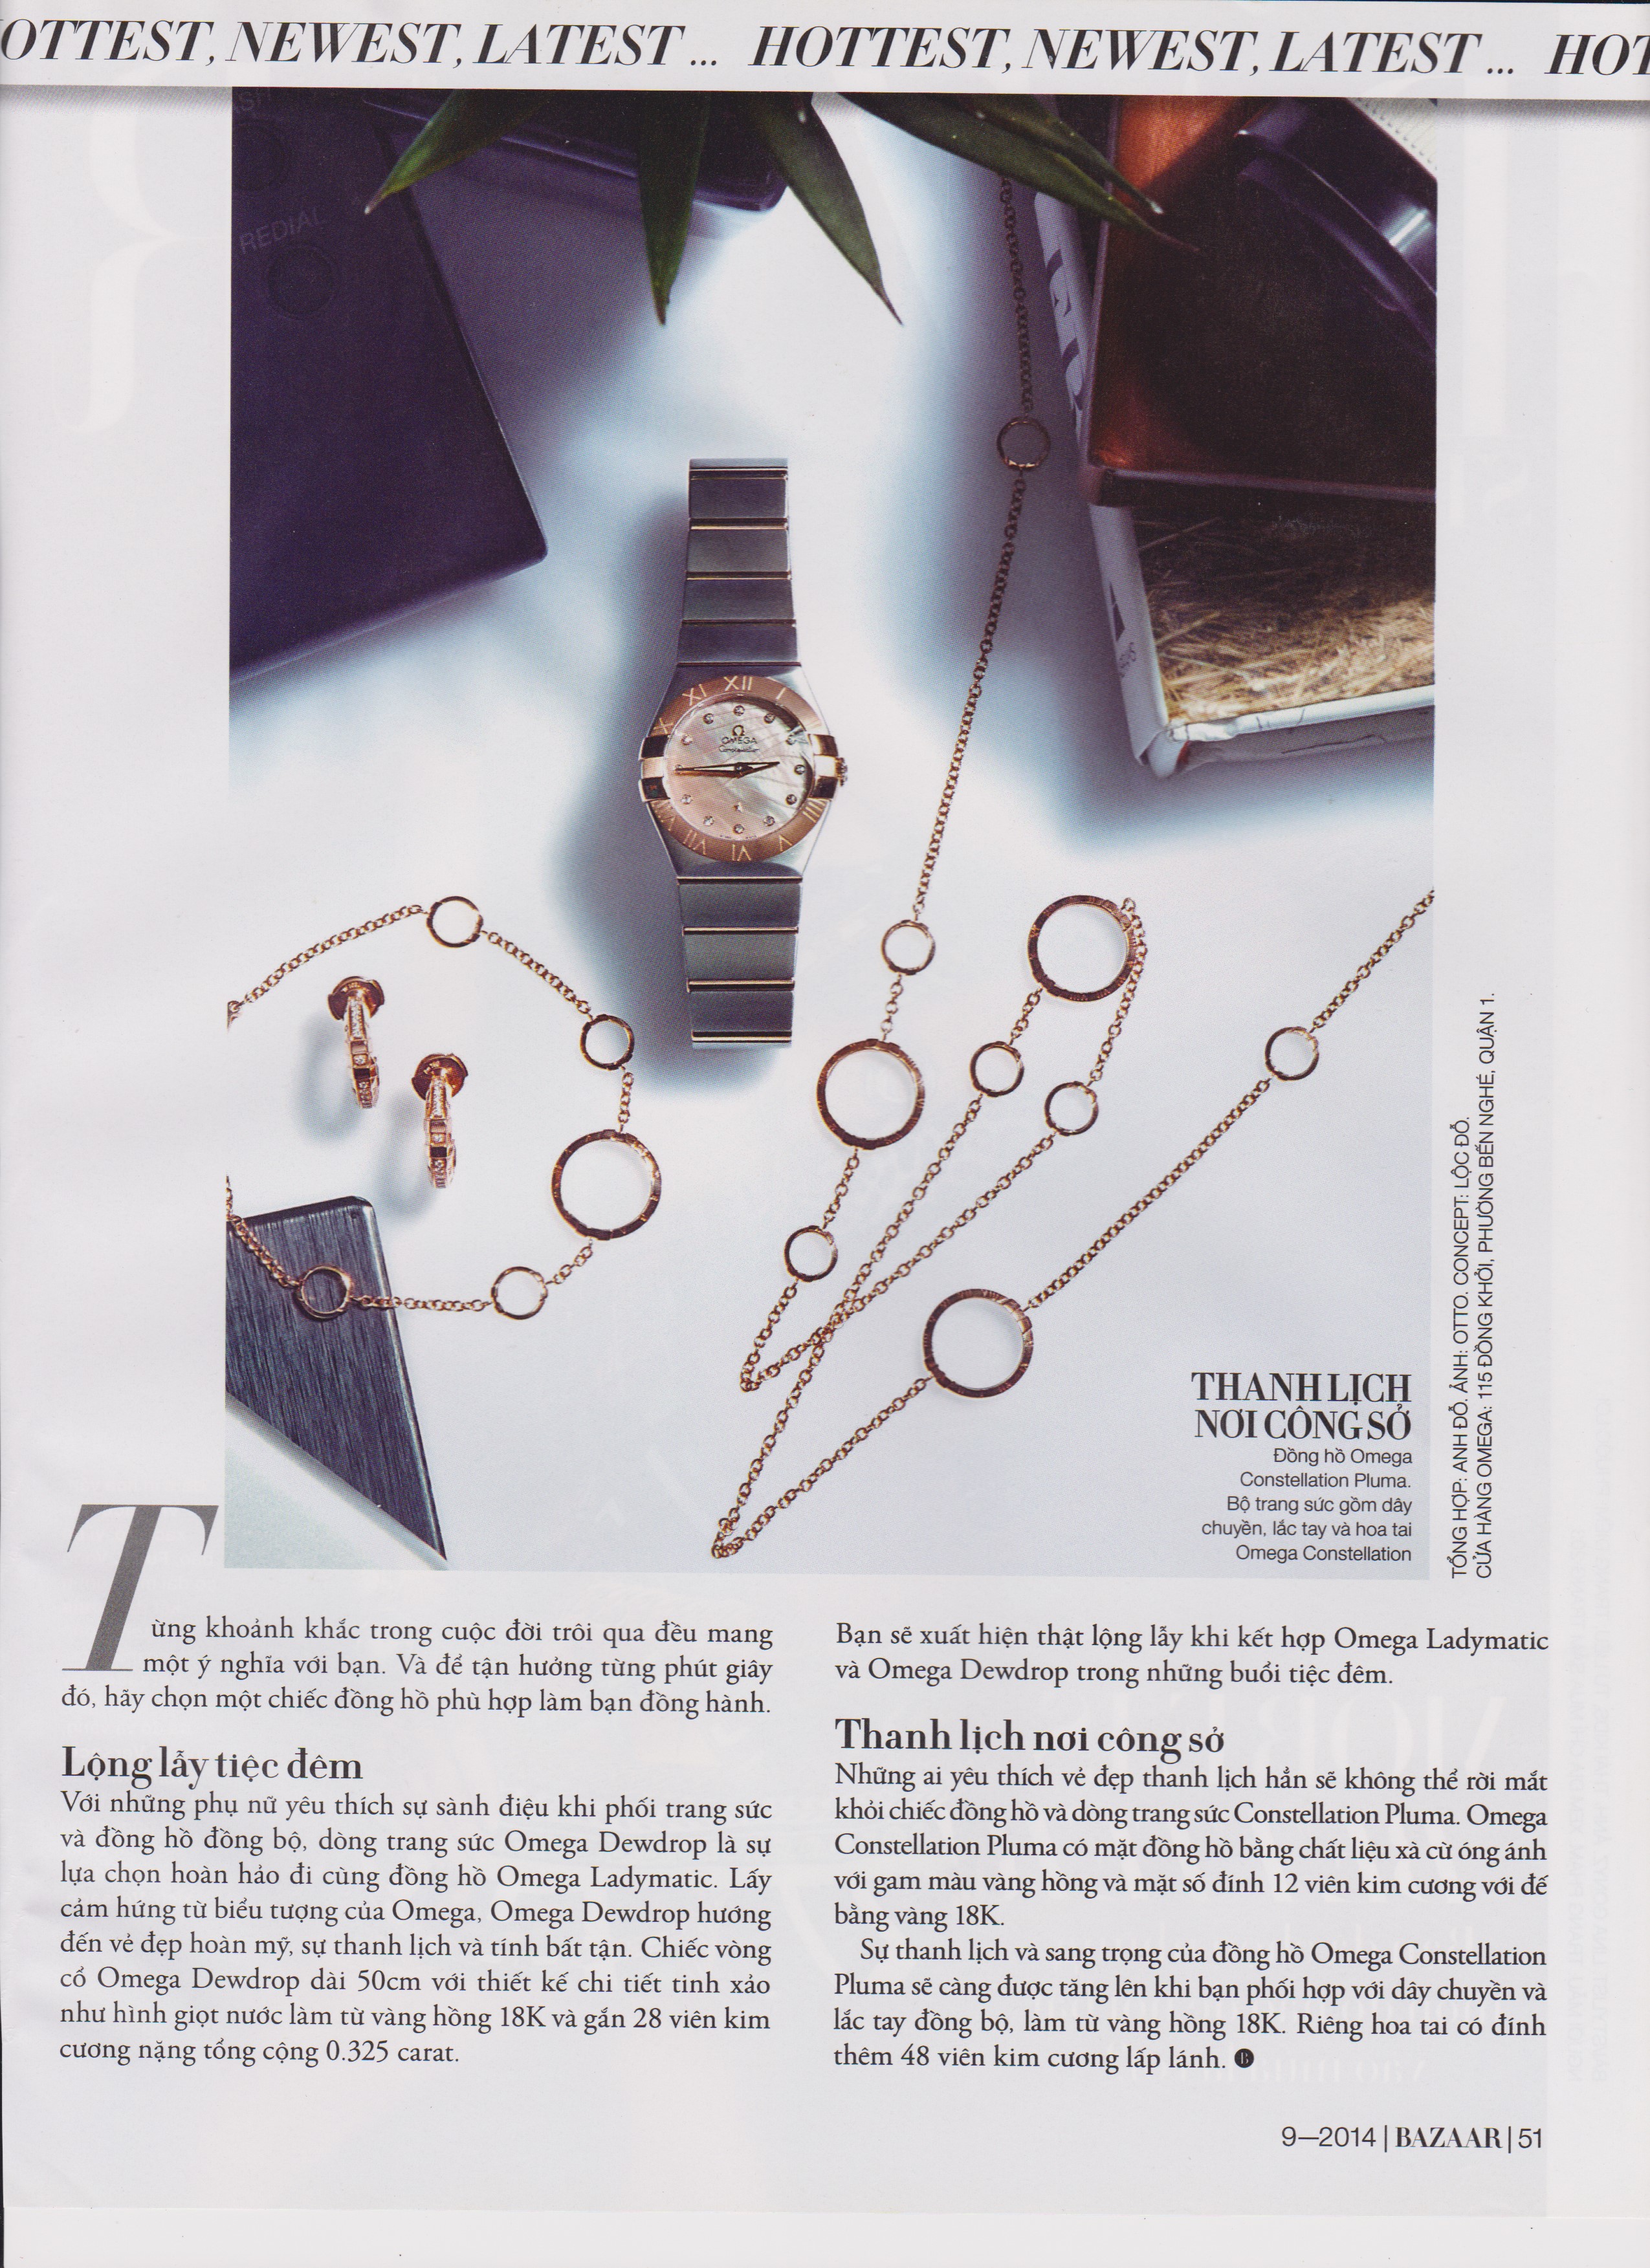 OTTEST, NEWEST, LATEST ... HOTTEST, NEWEST, LATEST ... HOT
REDIAL
XII
OMEGA
THANH LỊCH
NƠI CÔNG SỞ
Đồng hồ Omega
Constellation Pluma.
Bộ trang sức gồm dây
chuyền, lắc tay và hoa tai
Omega Constellation
TỔNG HỢP: ANH ĐỖ. ẢNH: OTTO. CONCEPT: LỘC ĐỖ.
CỬA HÀNG OMEGA: 115 ĐỒNG KHỞI, PHƯỜNG BẾN NGHÉ, QUẬN 1.
Từng khoảnh khắc trong cuộc đời trôi qua đều mang
một ý nghĩa với bạn. Và để tận hưởng từng phút giây
đó, hãy chọn một chiếc đồng hồ phù hợp làm bạn đồng hành.
Lộng lẫy tiệc đêm
Với những phụ nữ yêu thích sự sành điệu khi phối trang sức
và đồng hồ đồng bộ, dòng trang sức Omega Dewdrop là sự
lựa chọn hoàn hảo đi cùng đồng hồ Omega Ladymatic. Lấy
cảm hứng từ biểu tượng của Omega, Omega Dewdrop hướng
đến vẻ đẹp hoàn mỹ, sự thanh lịch và tính bất tận. Chiếc vòng
cổ Omega Dewdrop dài 50cm với thiết kế chi tiết tinh xảo
như hình giọt nước làm từ vàng hồng 18K và gắn 28 viên kim
cương nặng tổng cộng 0.325 carat.
Bạn sẽ xuất hiện thật lộng lẫy khi kết hợp Omega Ladymatic
và Omega Dewdrop trong những buổi tiệc đêm.
Thanh lịch nơi công sở
Những ai yêu thích vẻ đẹp thanh lịch hẳn sẽ không thể rời mắt
khỏi chiếc đồng hồ và dòng trang sức Constellation Pluma. Omega
Constellation Pluma có mặt đồng hồ bằng chất liệu xà cừ óng ánh
với gam màu vàng hồng và mặt số đính 12 viên kim cương với đế
bằng vàng 18K.
Sự thanh lịch và sang trọng của đồng hồ Omega Constellation
Pluma sẽ càng được tăng lên khi bạn phối hợp với dây chuyền và
lắc tay đồng bộ, làm từ vàng hồng 18K. Riêng hoa tai có đính
thêm 48 viên kim cương lấp lánh. B
9—2014 | BAZAAR | 51